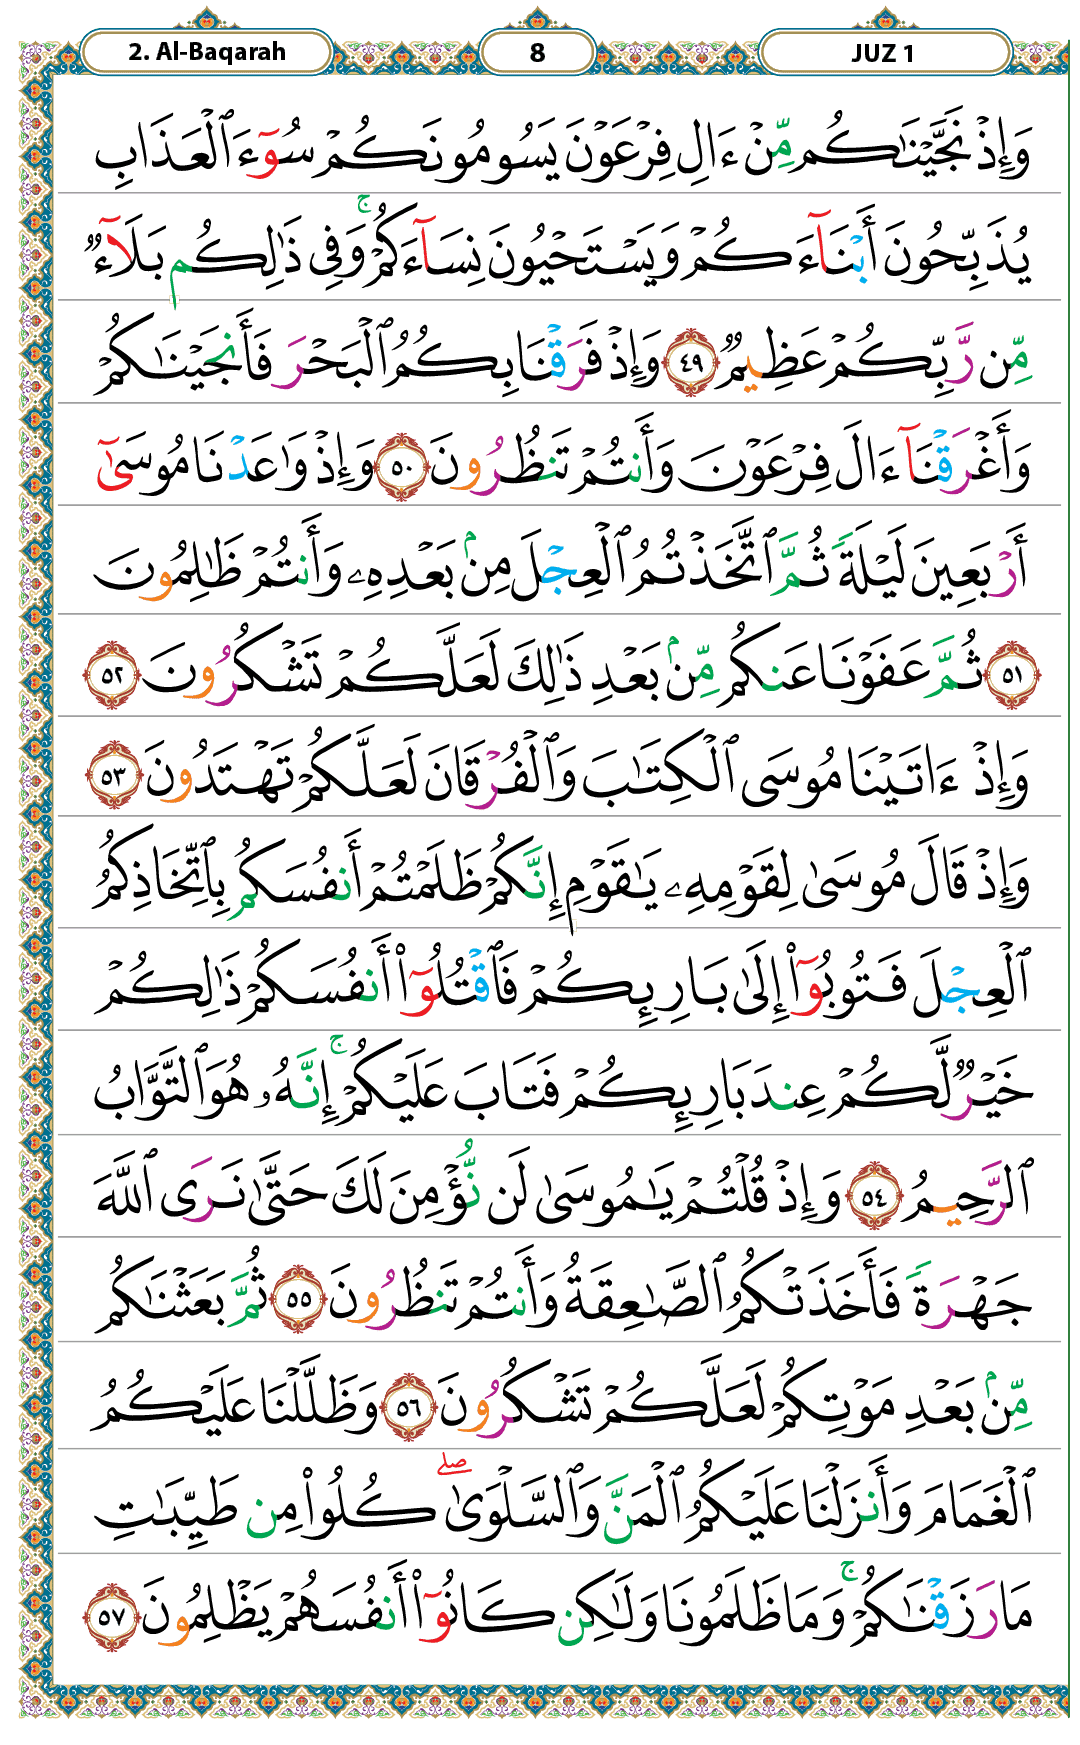 2. Al-Baqarah
8
JUZ 1
وَإِذْ نَجَّيْنَٰكُم مِّنْ ءَالِ فِرْعَوْنَ يَسُومُونَكُمْ سُوٓءَ ٱلْعَذَابِ
يُذَبِّحُونَ أَبْنَآءَكُمْ وَيَسْتَحْيُونَ نِسَآءَكُمْ ۚ وَفِى ذَٰلِكُم بَلَآءٌ
مِّن رَّبِّكُمْ عَظِيمٌ ٤٩ وَإِذْ فَرَقْنَا بِكُمُ ٱلْبَحْرَ فَأَنجَيْنَٰكُمْ
وَأَغْرَقْنَآ ءَالَ فِرْعَوْنَ وَأَنتُمْ تَنظُرُونَ ٥٠ وَإِذْ وَٰعَدْنَا مُوسَىٰٓ
أَرْبَعِينَ لَيْلَةً ثُمَّ ٱتَّخَذْتُمُ ٱلْعِجْلَ مِنۢ بَعْدِهِۦ وَأَنتُمْ ظَٰلِمُونَ
٥١ ثُمَّ عَفَوْنَا عَنكُم مِّنۢ بَعْدِ ذَٰلِكَ لَعَلَّكُمْ تَشْكُرُونَ ٥٢
وَإِذْ ءَاتَيْنَا مُوسَى ٱلْكِتَٰبَ وَٱلْفُرْقَانَ لَعَلَّكُمْ تَهْتَدُونَ ٥٣
وَإِذْ قَالَ مُوسَىٰ لِقَوْمِهِۦ يَٰقَوْمِ إِنَّكُمْ ظَلَمْتُمْ أَنفُسَكُم بِٱتِّخَاذِكُمُ
ٱلْعِجْلَ فَتُوبُوٓا۟ إِلَىٰ بَارِئِكُمْ فَٱقْتُلُوٓا۟ أَنفُسَكُمْ ذَٰلِكُمْ
خَيْرٌ لَّكُمْ عِندَ بَارِئِكُمْ فَتَابَ عَلَيْكُمْ ۚ إِنَّهُۥ هُوَ ٱلتَّوَّابُ
ٱلرَّحِيمُ ٥٤ وَإِذْ قُلْتُمْ يَٰمُوسَىٰ لَن نُّؤْمِنَ لَكَ حَتَّىٰ نَرَى ٱللَّهَ
جَهْرَةً فَأَخَذَتْكُمُ ٱلصَّٰعِقَةُ وَأَنتُمْ تَنظُرُونَ ٥٥ ثُمَّ بَعَثْنَٰكُم
مِّنۢ بَعْدِ مَوْتِكُمْ لَعَلَّكُمْ تَشْكُرُونَ ٥٦ وَظَلَّلْنَا عَلَيْكُمُ
ٱلْغَمَامَ وَأَنزَلْنَا عَلَيْكُمُ ٱلْمَنَّ وَٱلسَّلْوَىٰ ۖ كُلُوا۟ مِن طَيِّبَٰتِ
مَا رَزَقْنَٰكُمْ ۚ وَمَا ظَلَمُونَا وَلَٰكِن كَانُوٓا۟ أَنفُسَهُمْ يَظْلِمُونَ ٥٧